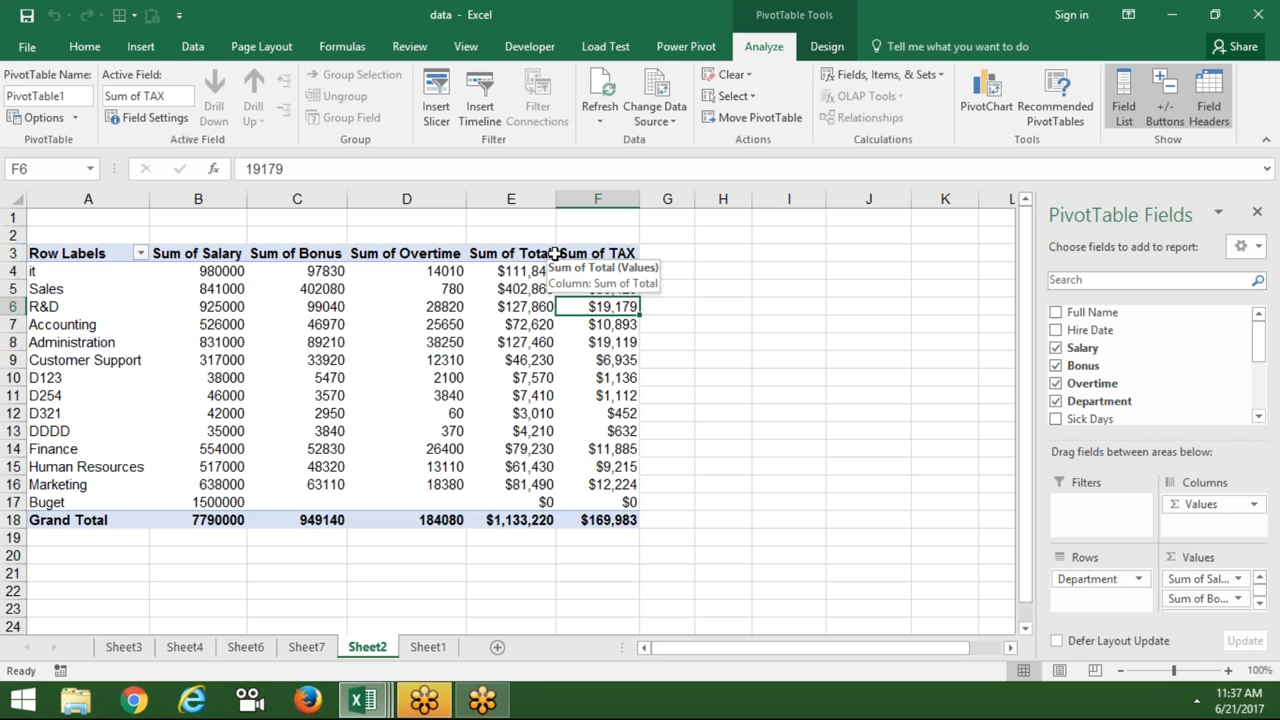 data - Excel
PivotTable Tools
Sign in
File Home Insert Data Page Layout Formulas Review View Developer Load Test Power Pivot Analyze Design Tell me what you want to do Share
PivotTable Name:
PivotTable1
Options
PivotTable
Active Field:
Sum of TAX
Field Settings
Drill Down
Drill Up
Active Field
Group Selection
Ungroup
Group Field
Group
Insert Slicer
Insert Timeline
Filter Connections
Filter
Refresh
Change Data Source
Data
Clear
Select
Move PivotTable
Actions
Fields, Items, & Sets
OLAP Tools
Relationships
Calculations
PivotChart
Recommended PivotTables
Tools
Field List
+/- Buttons
Field Headers
Show
F6 fx 19179
A B C D E F G H I J K L
1
2
3 Row Labels Sum of Salary Sum of Bonus Sum of Overtime Sum of Total Sum of TAX
4 it 980000 97830 14010
Sum of Total (Values)
5 Sales 841000 402080 780
Column: Sum of Total
6 R&D 925000 99040 28820 $127,860 $19,179
7 Accounting 526000 46970 25650 $72,620 $10,893
8 Administration 831000 89210 38250 $127,460 $19,119
9 Customer Support 317000 33920 12310 $46,230 $6,935
10 D123 38000 5470 2100 $7,570 $1,136
11 D254 46000 3570 3840 $7,410 $1,112
12 D321 42000 2950 60 $3,010 $452
13 DDDD 35000 3840 370 $4,210 $632
14 Finance 554000 52830 26400 $79,230 $11,885
15 Human Resources 517000 48320 13110 $61,430 $9,215
16 Marketing 638000 63110 18380 $81,490 $12,224
17 Buget 1500000 $0 $0
18 Grand Total 7790000 949140 184080 $1,133,220 $169,983
19
20
21
22
23
24
PivotTable Fields
Choose fields to add to report:
Search
Full Name
Hire Date
Salary
Bonus
Overtime
Department
Sick Days
Drag fields between areas below:
Filters
Columns
Σ Values
Rows
Department
Σ Values
Sum of Sal...
Sum of Bo...
Defer Layout Update
Update
Sheet3 Sheet4 Sheet6 Sheet7 Sheet2 Sheet1
Ready
100%
11:37 AM
6/21/2017